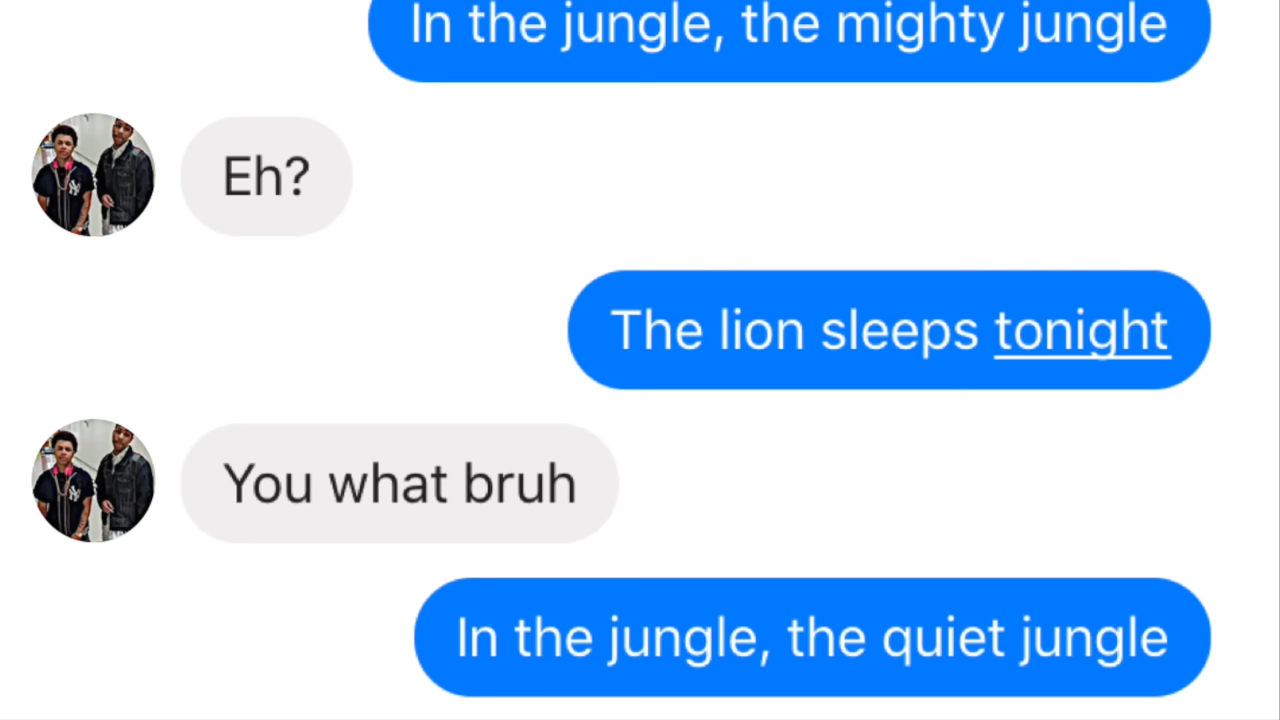 In the jungle, the mighty jungle
Eh?
The lion sleeps tonight
You what bruh
In the jungle, the quiet jungle